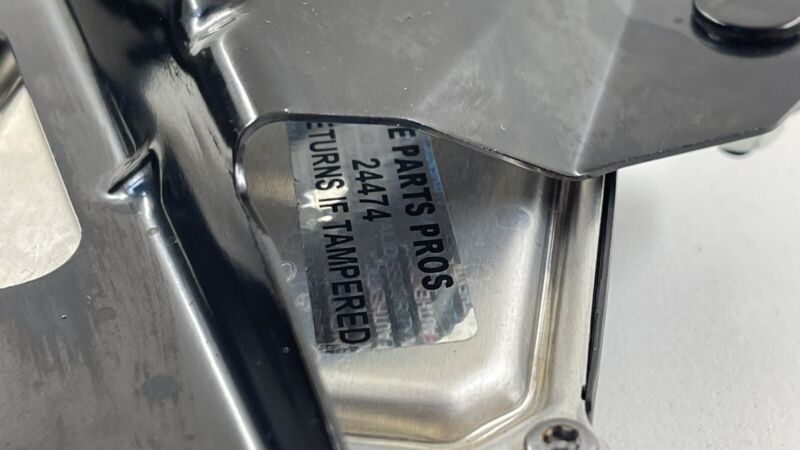 E PARTS PROS
24474
ETURNS IF TAMPERED